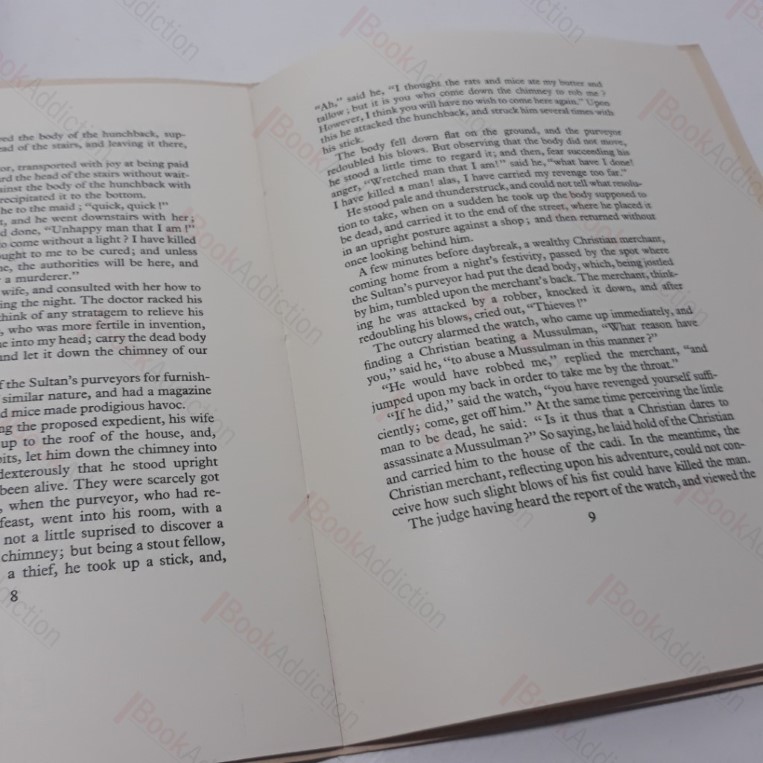 ved the body of the hunchback, sup-
ead of the stairs, and leaving it there,
or, transported with joy at being paid
rd the head of the stairs without wait-
ainst the body of the hunchback with
recipitated it to the bottom.
he to the maid; "quick, quick!"
, and he went downstairs with her;
d done, "Unhappy man that I am!"
o come without a light? I have killed
ought to me to be cured; and unless
e, the authorities will be here, and
a murderer."
wife, and consulted with her how to
ing the night. The doctor racked his
think of any stratagem to relieve his
, who was more fertile in invention,
e into my head; carry the dead body
and let it down the chimney of our
f the Sultan's purveyors for furnish-
similar nature, and had a magazine
d mice made prodigious havoc.
ng the proposed expedient, his wife
up to the roof of the house, and,
its, let him down the chimney into
dexterously that he stood upright
been alive. They were scarcely got
, when the purveyor, who had re-
feast, went into his room, with a
not a little suprised to discover a
chimney; but being a stout fellow,
a thief, he took up a stick, and,
8
"Ah," said he, "I thought the rats and mice ate my butter and
tallow; but it is you who come down the chimney to rob me?
However, I think you will have no wish to come here again." Upon
this he attacked the hunchback, and struck him several times with
his stick.
The body fell down flat on the ground, and the purveyor
redoubled his blows. But observing that the body did not move,
he stood a little time to regard it; and then, fear succeeding his
anger, "Wretched man that I am!" said he, "what have I done!
I have killed a man! alas, I have carried my revenge too far."
He stood pale and thunderstruck, and could not tell what resolu-
tion to take, when on a sudden he took up the body supposed to
be dead, and carried it to the end of the street, where he placed it
in an upright posture against a shop; and then returned without
once looking behind him.
A few minutes before daybreak, a wealthy Christian merchant,
coming home from a night's festivity, passed by the spot where
the Sultan's purveyor had put the dead body, which, being jostled
by him, tumbled upon the merchant's back. The merchant, think-
ing he was attacked by a robber, knocked it down, and after
redoubling his blows, cried out, "Thieves!"
The outcry alarmed the watch, who came up immediately, and
finding a Christian beating a Mussulman, "What reason have
you," said he, "to abuse a Mussulman in this manner?"
"He would have robbed me," replied the merchant, "and
jumped upon my back in order to take me by the throat."
"If he did," said the watch, "you have revenged yourself suffi-
ciently; come, get off him." At the same time perceiving the little
man to be dead, he said: "Is it thus that a Christian dares to
assassinate a Mussulman?" So saying, he laid hold of the Christian
and carried him to the house of the cadi. In the meantime, the
Christian merchant, reflecting upon his adventure, could not con-
ceive how such slight blows of his fist could have killed the man.
The judge having heard the report of the watch, and viewed the
9
BookAddiction